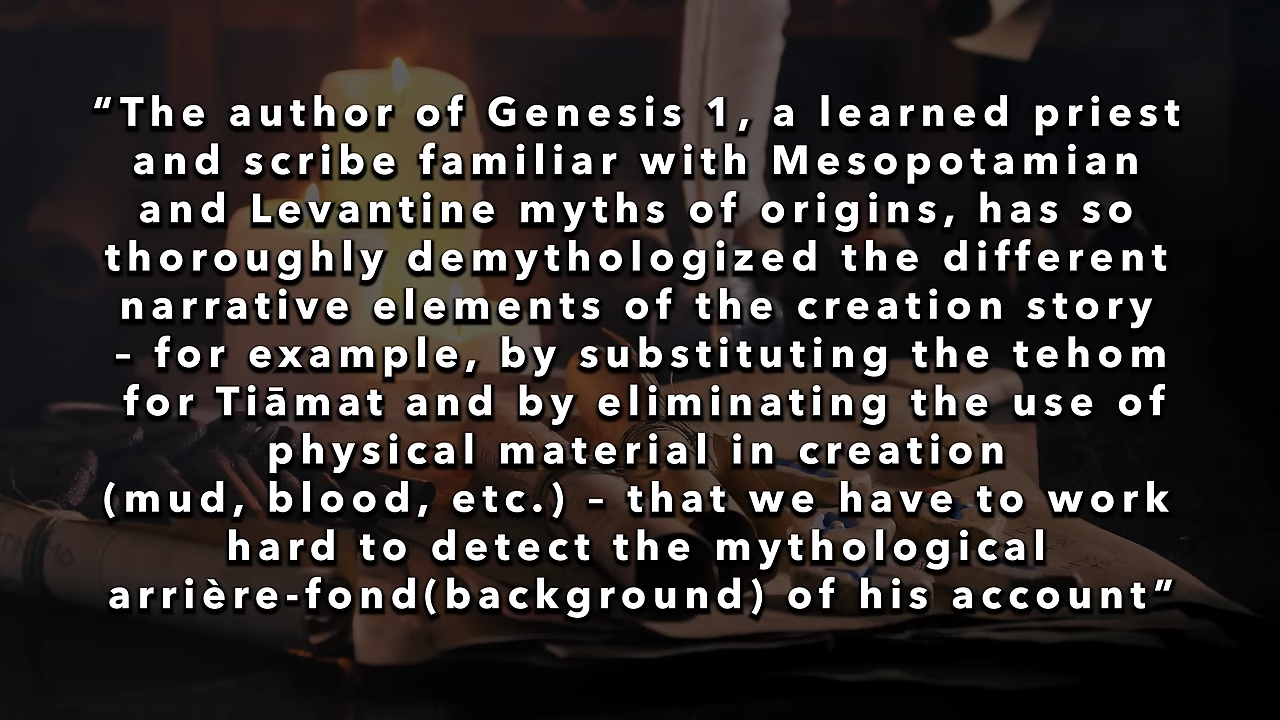 “The author of Genesis 1, a learned priest
and scribe familiar with Mesopotamian
and Levantine myths of origins, has so
thoroughly demythologized the different
narrative elements of the creation story
– for example, by substituting the tehom
for Tiāmat and by eliminating the use of
physical material in creation
(mud, blood, etc.) – that we have to work
hard to detect the mythological
arrière-fond(background) of his account”